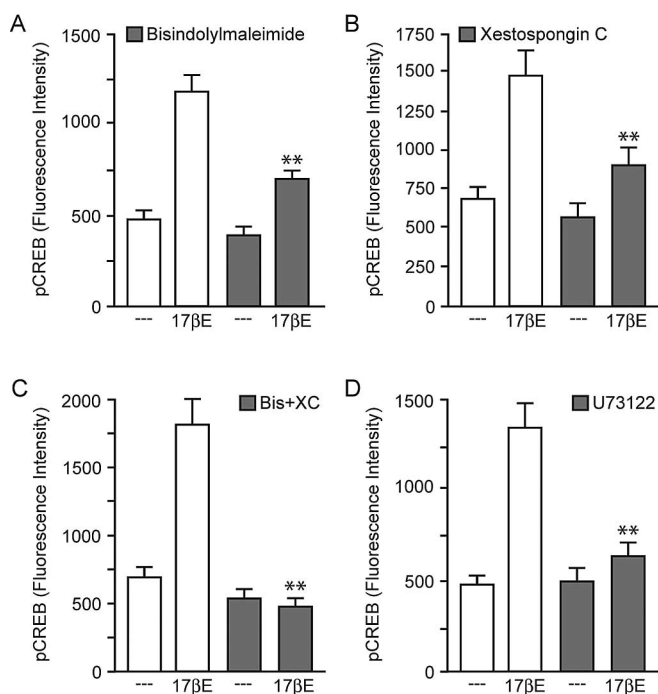 A
Bisindolylmaleimide
pCREB (Fluorescence Intensity)
1500
1000
500
0
**
--- 17βE --- 17βE
B
Xestospongin C
pCREB (Fluorescence Intensity)
1750
1500
1250
1000
750
500
250
0
**
--- 17βE --- 17βE
C
Bis+XC
pCREB (Fluorescence Intensity)
2000
1500
1000
500
0
**
--- 17βE --- 17βE
D
U73122
pCREB (Fluorescence Intensity)
1500
1000
500
0
**
--- 17βE --- 17βE